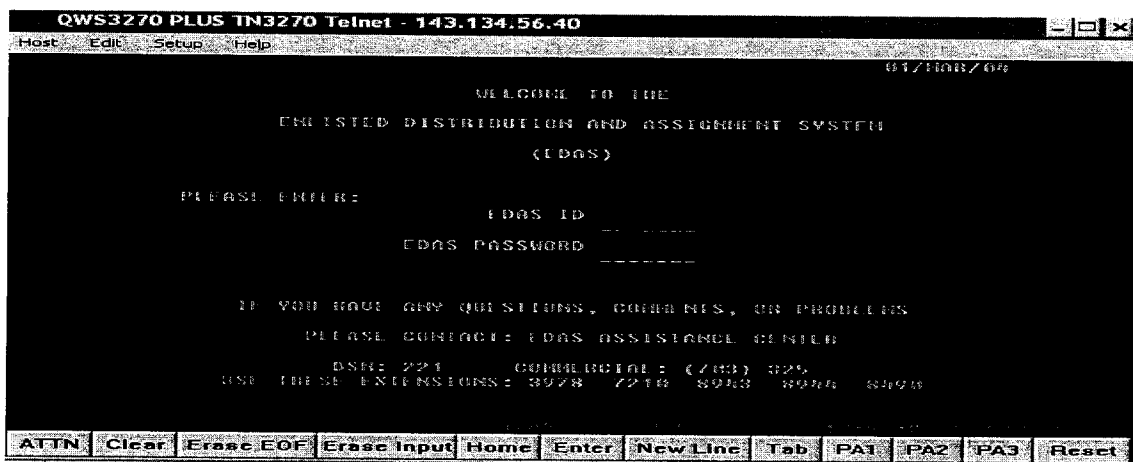 QWS3270 PLUS TN3270 Telnet - 143.134.56.40
Host Edit Setup Help
01/MAR/04
WELCOME TO THE
ENLISTED DISTRIBUTION AND ASSIGNMENT SYSTEM
(EDAS)
PLEASE ENTER:
EDAS ID
EDAS PASSWORD
IF YOU HAVE ANY QUESTIONS, COMMENTS, OR PROBLEMS
PLEASE CONTACT: EDAS ASSISTANCE CENTER
DSN: 221 COMMERCIAL: (703) 325
USE THESE EXTENSIONS: 3978
ATTN Clear Erase EOF Erase Input Home Enter New Line Tab PA1 PA2 PA3 Reset